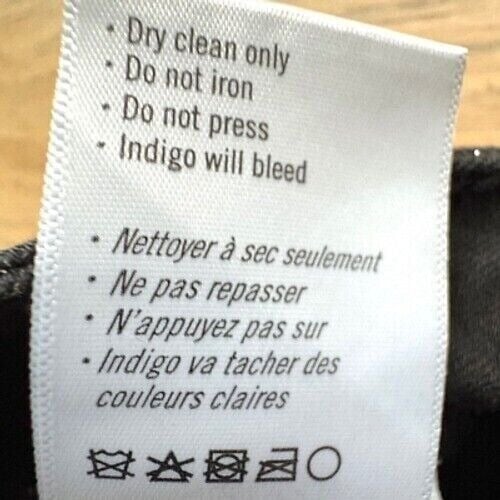 • Dry clean only
• Do not iron
• Do not press
• Indigo will bleed
• Nettoyer à sec seulement
• Ne pas repasser
• N'appuyez pas sur
• Indigo va tacher des
couleurs claires